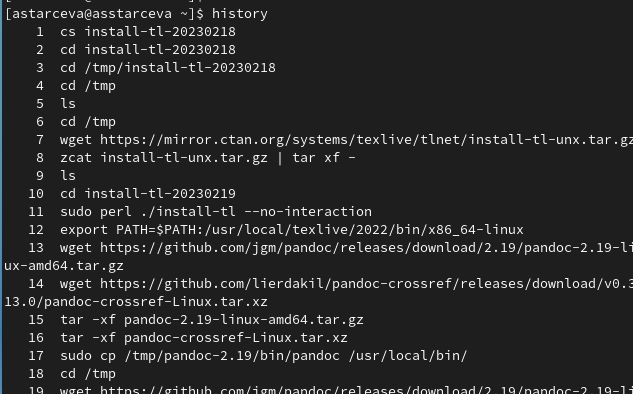 [astarceva@asstarceva ~]$ history
1 cs install-tl-20230218
2 cd install-tl-20230218
3 cd /tmp/install-tl-20230218
4 cd /tmp
5 ls
6 cd /tmp
7 wget https://mirror.ctan.org/systems/texlive/tlnet/install-tl-unx.tar.gz
8 zcat install-tl-unx.tar.gz | tar xf -
9 ls
10 cd install-tl-20230219
11 sudo perl ./install-tl --no-interaction
12 export PATH=$PATH:/usr/local/texlive/2022/bin/x86_64-linux
13 wget https://github.com/jgm/pandoc/releases/download/2.19/pandoc-2.19-li
ux-amd64.tar.gz
14 wget https://github.com/lierdakil/pandoc-crossref/releases/download/v0.3
13.0/pandoc-crossref-Linux.tar.xz
15 tar -xf pandoc-2.19-linux-amd64.tar.gz
16 tar -xf pandoc-crossref-Linux.tar.xz
17 sudo cp /tmp/pandoc-2.19/bin/pandoc /usr/local/bin/
18 cd /tmp
19 wget https://github.com/jgm/pandoc/releases/download/2.19/pandoc-2.19-li